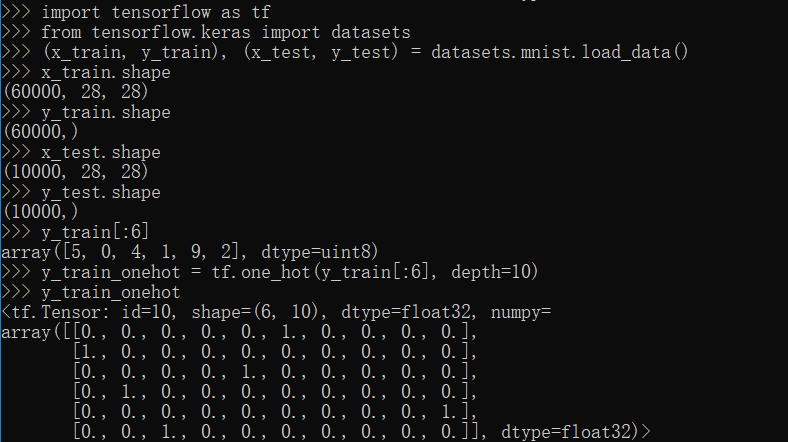 >>> import tensorflow as tf
>>> from tensorflow.keras import datasets
>>> (x_train, y_train), (x_test, y_test) = datasets.mnist.load_data()
>>> x_train.shape
(60000, 28, 28)
>>> y_train.shape
(60000,)
>>> x_test.shape
(10000, 28, 28)
>>> y_test.shape
(10000,)
>>> y_train[:6]
array([5, 0, 4, 1, 9, 2], dtype=uint8)
>>> y_train_onehot = tf.one_hot(y_train[:6], depth=10)
>>> y_train_onehot
<tf.Tensor: id=10, shape=(6, 10), dtype=float32, numpy=
array([[0., 0., 0., 0., 0., 1., 0., 0., 0., 0.],
       [1., 0., 0., 0., 0., 0., 0., 0., 0., 0.],
       [0., 0., 0., 0., 1., 0., 0., 0., 0., 0.],
       [0., 1., 0., 0., 0., 0., 0., 0., 0., 0.],
       [0., 0., 0., 0., 0., 0., 0., 0., 0., 1.],
       [0., 0., 1., 0., 0., 0., 0., 0., 0., 0.]], dtype=float32)>